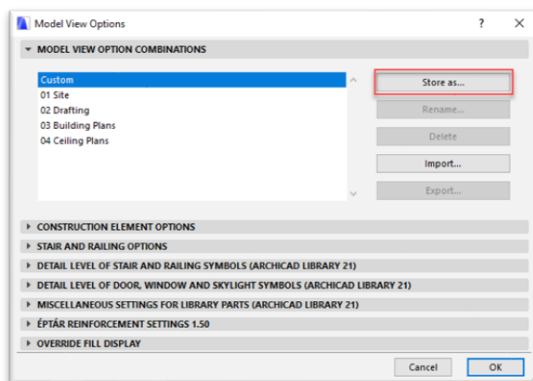 Model View Options
?
MODEL VIEW OPTION COMBINATIONS
Custom
01 Site
02 Drafting
03 Building Plans
04 Ceiling Plans
Store as...
Rename...
Delete
Import...
Export...
CONSTRUCTION ELEMENT OPTIONS
STAIR AND RAILING OPTIONS
DETAIL LEVEL OF STAIR AND RAILING SYMBOLS (ARCHICAD LIBRARY 21)
DETAIL LEVEL OF DOOR, WINDOW AND SKYLIGHT SYMBOLS (ARCHICAD LIBRARY 21)
MISCELLANEOUS SETTINGS FOR LIBRARY PARTS (ARCHICAD LIBRARY 21)
ÉPTÁR REINFORCEMENT SETTINGS 1.50
OVERRIDE FILL DISPLAY
Cancel OK